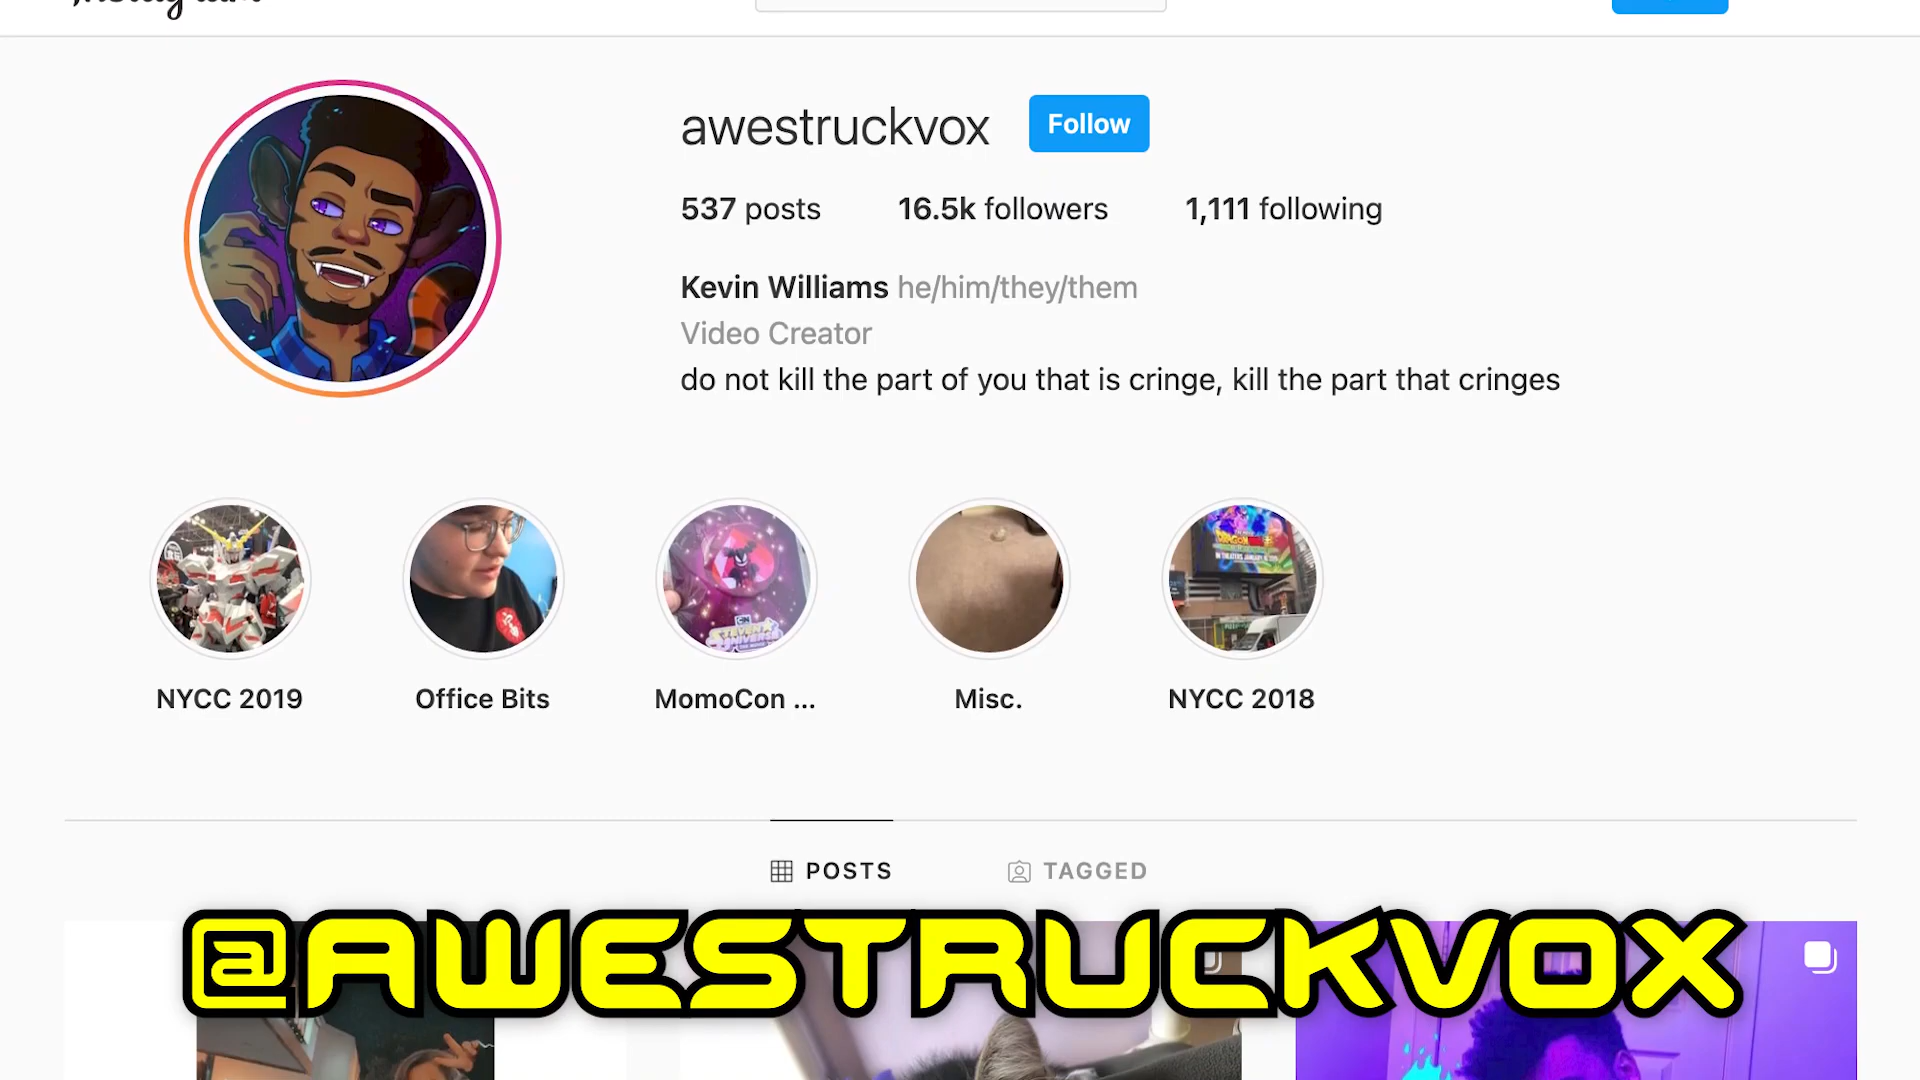 awestruckvox
Follow
537 posts 16.5k followers 1,111 following
Kevin Williams he/him/they/them
Video Creator
do not kill the part of you that is cringe, kill the part that cringes
NYCC 2019
Office Bits
MomoCon ...
Misc.
NYCC 2018
POSTS
TAGGED
@AWESTRUCKVOX